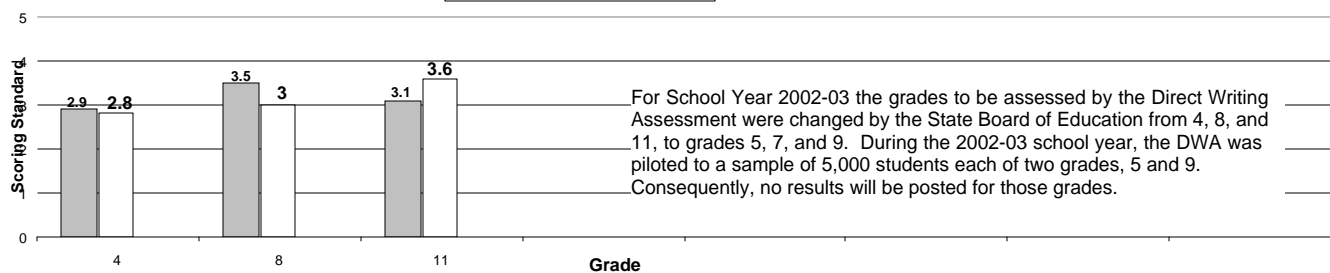 5
4
3
2
1
0
Scoring Standard
2.9
2.8
3.5
3
3.1
3.6
For School Year 2002-03 the grades to be assessed by the Direct Writing
Assessment were changed by the State Board of Education from 4, 8, and
11, to grades 5, 7, and 9. During the 2002-03 school year, the DWA was
piloted to a sample of 5,000 students each of two grades, 5 and 9.
Consequently, no results will be posted for those grades.
4
8
11
Grade